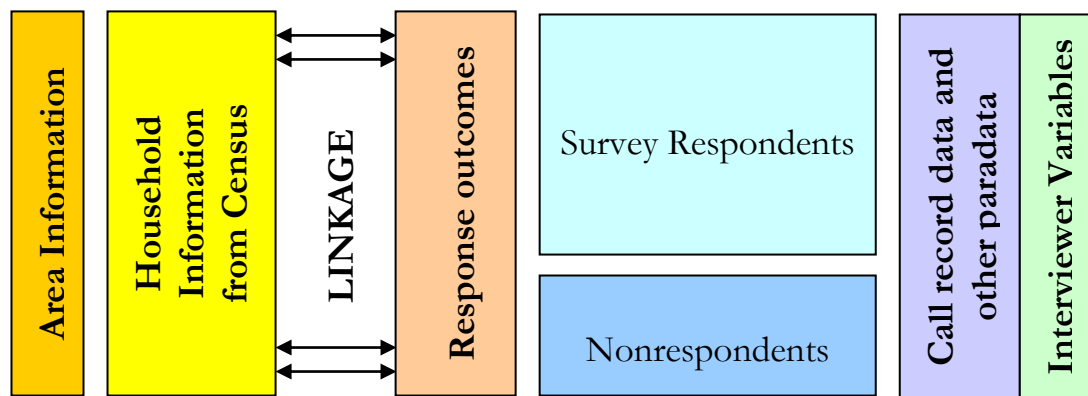 Area Information
Household
Information
from Census
LINKAGE
Response outcomes
Survey Respondents
Nonrespondents
Call record data and
other paradata
Interviewer Variables